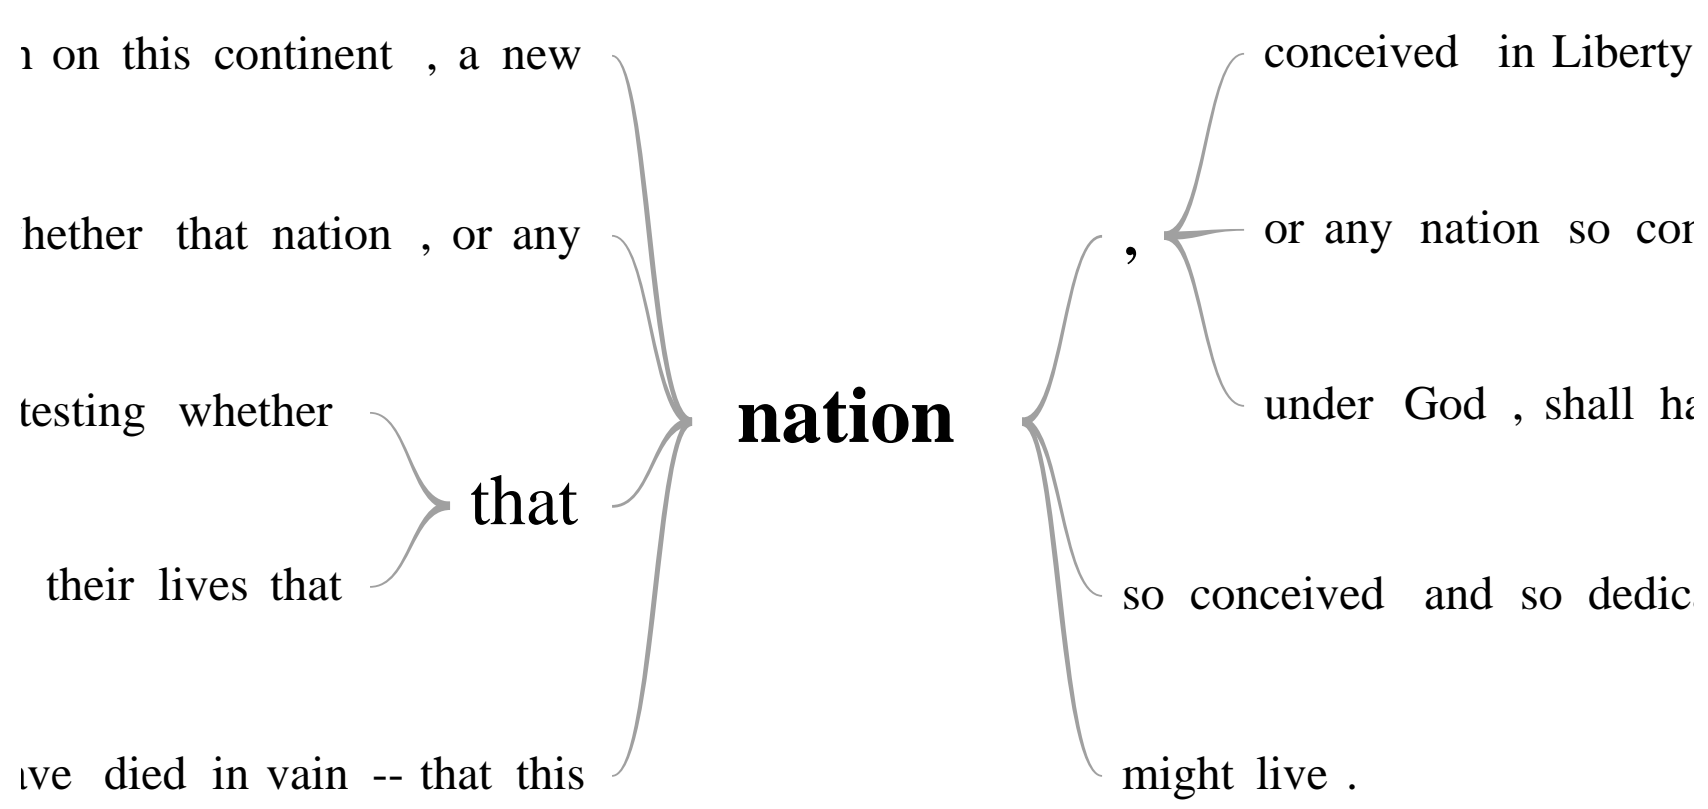 on this continent , a new
conceived in Liberty
that nation , or any
,
or any nation so
testing whether
nation
under God , shall
that
their lives that
so conceived and so
died in vain -- that this
might live .